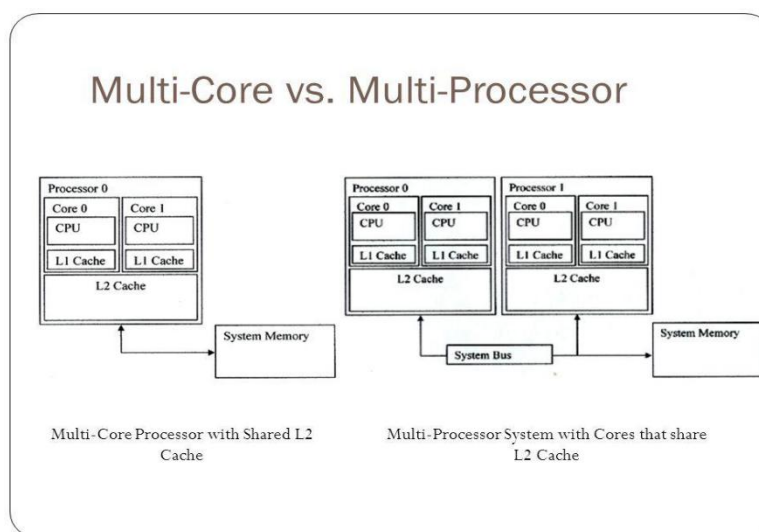 Multi-Core vs. Multi-Processor
Processor 0
Core 0
Core 1
CPU
CPU
L1 Cache
L1 Cache
L2 Cache
System Memory
Multi-Core Processor with Shared L2
Cache
Processor 0
Core 0
Core 1
CPU
CPU
L1 Cache
L1 Cache
L2 Cache
Processor 1
Core 0
Core 1
CPU
CPU
L1 Cache
L1 Cache
L2 Cache
System Bus
System Memory
Multi-Processor System with Cores that share
L2 Cache